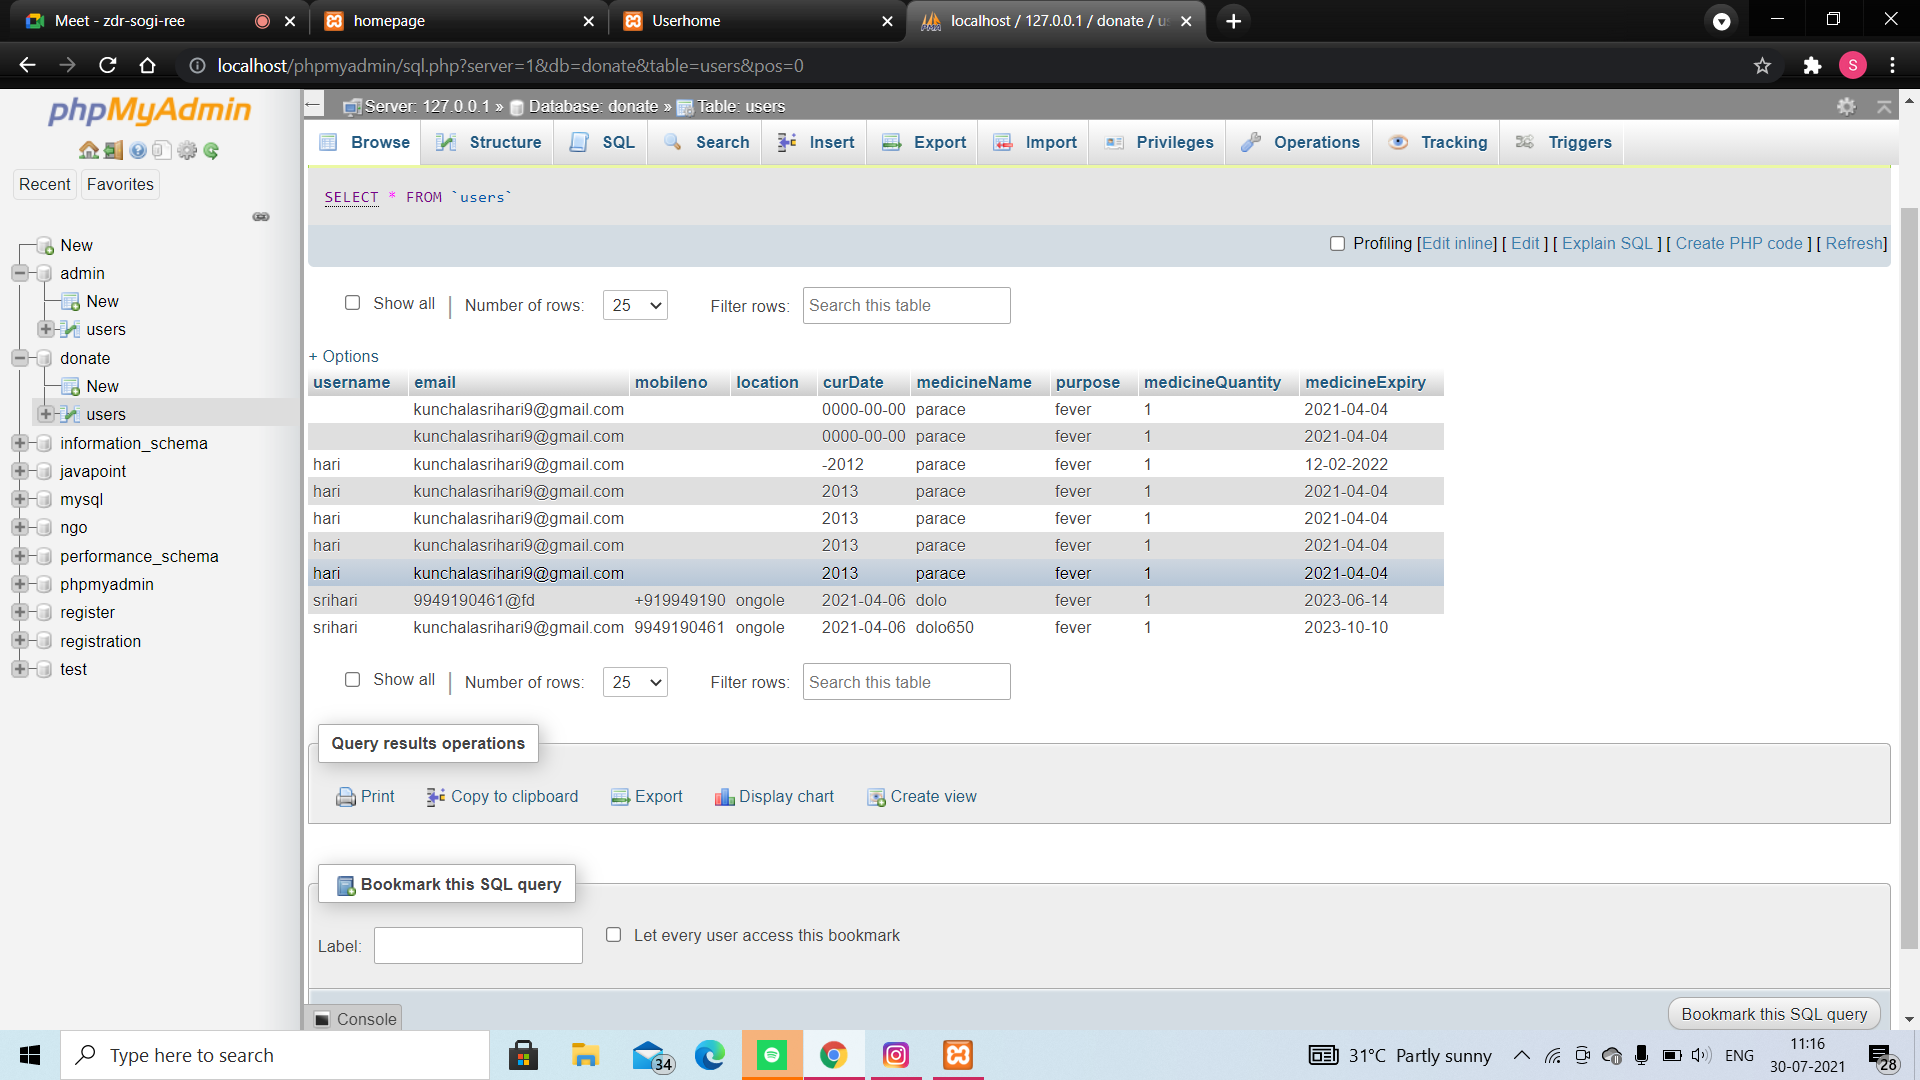 Meet - zdr-sogi-ree
homepage
Userhome
localhost / 127.0.0.1 / donate / us
localhost/phpmyadmin/sql.php?server=1&db=donate&table=users&pos=0
S
phpMyAdmin
Recent
Favorites
New
admin
New
users
donate
New
users
information_schema
javapoint
mysql
ngo
performance_schema
phpmyadmin
register
registration
test
Server: 127.0.0.1 » Database: donate » Table: users
Browse Structure SQL Search Insert Export Import Privileges Operations Tracking Triggers
SELECT * FROM `users`
Profiling [Edit inline] [ Edit ] [ Explain SQL ] [ Create PHP code ] [ Refresh]
Show all | Number of rows: 25 Filter rows: Search this table
+ Options
username email mobileno location curDate medicineName purpose medicineQuantity medicineExpiry
kunchalasrihari9@gmail.com 0000-00-00 parace fever 1 2021-04-04
kunchalasrihari9@gmail.com 0000-00-00 parace fever 1 2021-04-04
hari kunchalasrihari9@gmail.com -2012 parace fever 1 12-02-2022
hari kunchalasrihari9@gmail.com 2013 parace fever 1 2021-04-04
hari kunchalasrihari9@gmail.com 2013 parace fever 1 2021-04-04
hari kunchalasrihari9@gmail.com 2013 parace fever 1 2021-04-04
hari kunchalasrihari9@gmail.com 2013 parace fever 1 2021-04-04
srihari 9949190461@fd +919949190 ongole 2021-04-06 dolo fever 1 2023-06-14
srihari kunchalasrihari9@gmail.com 9949190461 ongole 2021-04-06 dolo650 fever 1 2023-10-10
Show all | Number of rows: 25 Filter rows: Search this table
Query results operations
Print Copy to clipboard Export Display chart Create view
Bookmark this SQL query
Label: Let every user access this bookmark
Bookmark this SQL query
Console
Type here to search
34
31°C Partly sunny
ENG
11:16
30-07-2021
28